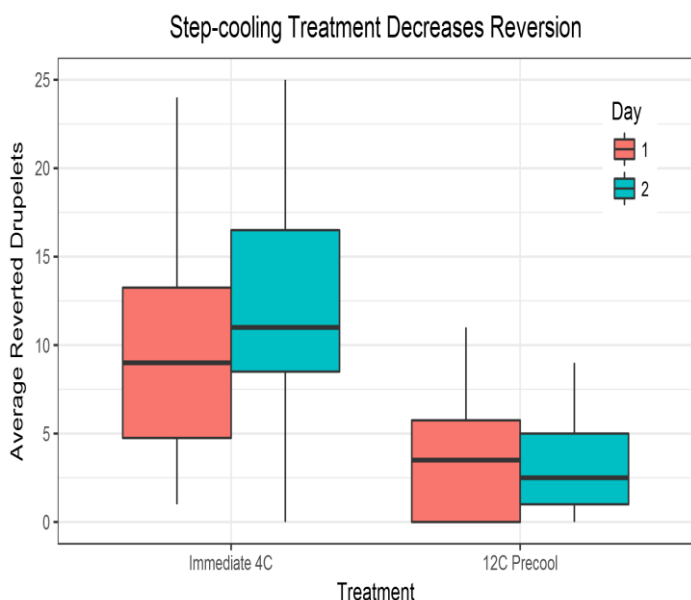 Step-cooling Treatment Decreases Reversion
25
20
15
10
5
0
Average Reverted Drupelets
Day
1
2
Immediate 4C
12C Precool
Treatment